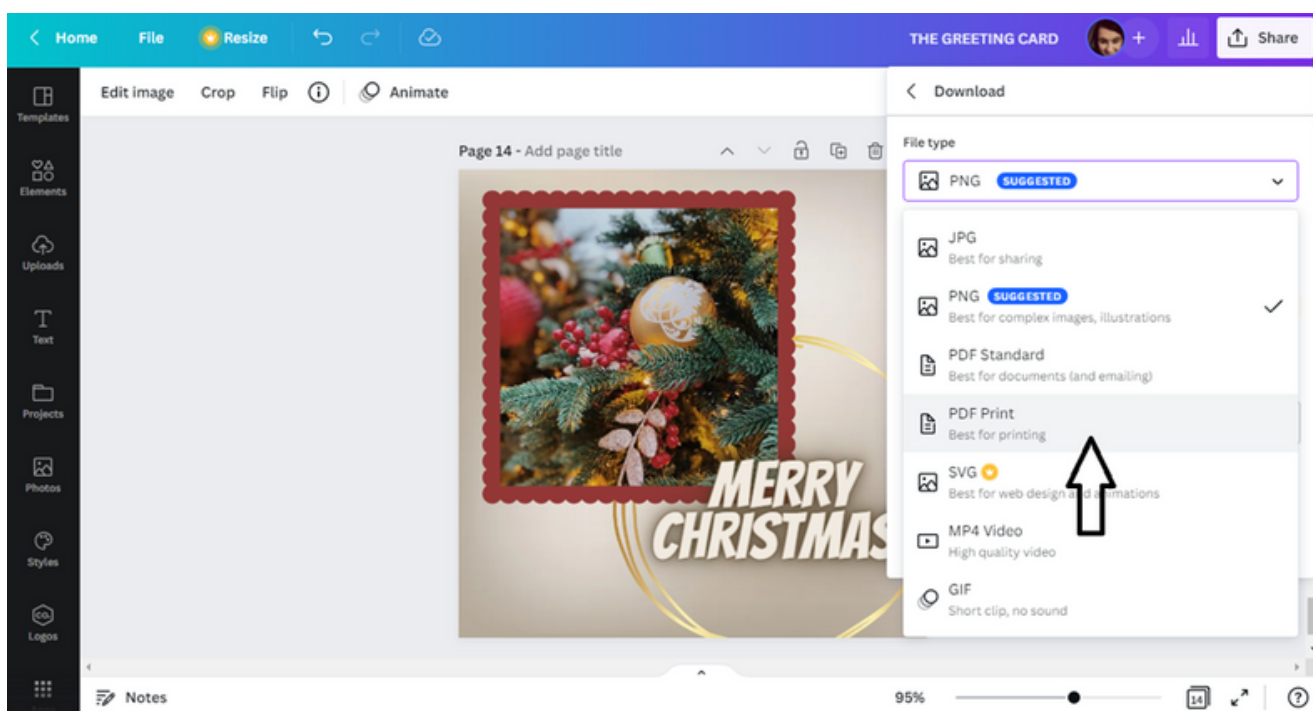 Home File Resize THE GREETING CARD + Share
Edit image Crop Flip Animate
Download
Templates
Elements
Uploads
Text
Projects
Photos
Styles
CO.
Logos
Page 14 - Add page title
MERRY
CHRISTMAS
File type
PNG SUGGESTED
JPG
Best for sharing
PNG SUGGESTED
Best for complex images, illustrations
PDF Standard
Best for documents (and emailing)
PDF Print
Best for printing
SVG
Best for web design and animations
MP4 Video
High quality video
GIF
Short clip, no sound
Notes 95% 14 ?